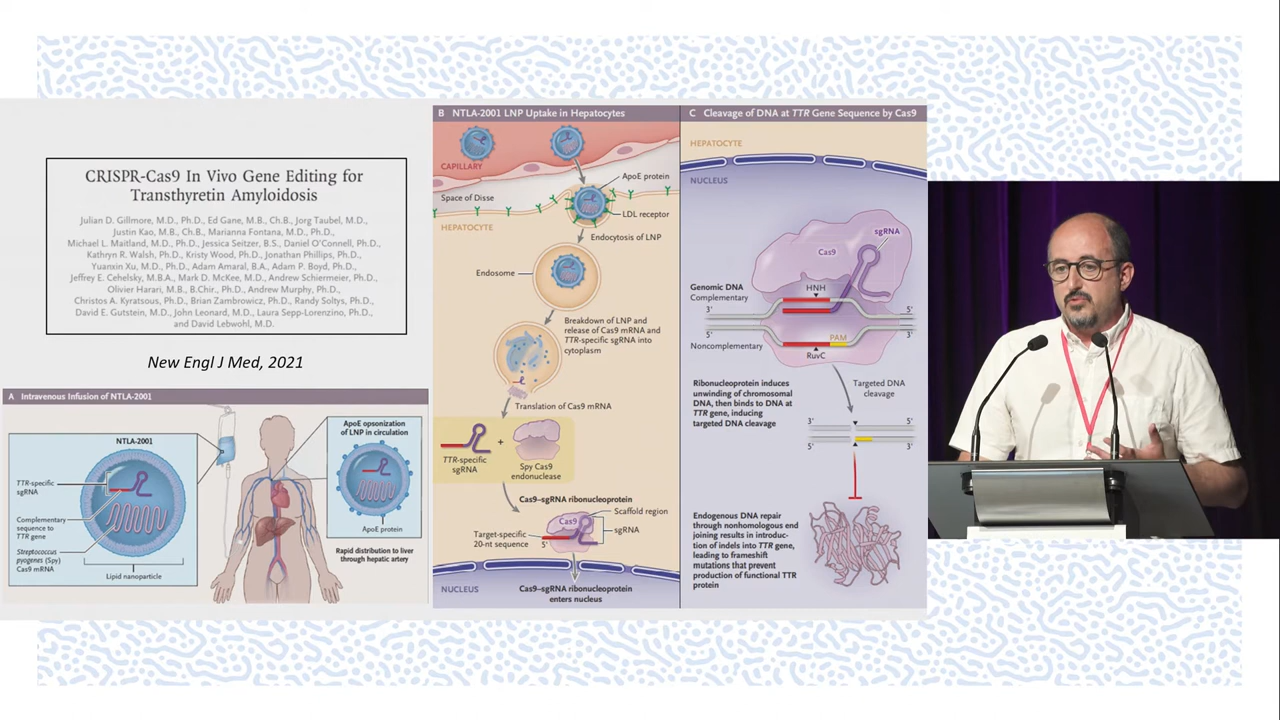 CRISPR-Cas9 In Vivo Gene Editing for
Transthyretin Amyloidosis
Julian D. Gillmore, M.D., Ph.D., Ed Gane, M.B., Ch.B., Jorg Taubel, M.D.,
Justin Kao, M.B., Ch.B., Marianna Fontana, M.D., Ph.D.,
Michael L. Maitland, M.D., Ph.D., Jessica Seitzer, B.S., Daniel O'Connell, Ph.D.,
Kathryn R. Walsh, Ph.D., Kristy Wood, Ph.D., Jonathan Phillips, Ph.D.,
Yuanxin Xu, M.D., Ph.D., Adam Amaral, B.A., Adam P. Boyd, Ph.D.,
Jeffrey E. Cehelsky, M.B.A., Mark D. McKee, M.D., Andrew Schiermeier, Ph.D.,
Olivier Harari, M.B., B.Chir., Ph.D., Andrew Murphy, Ph.D.,
Christos A. Kyratsous, Ph.D., Brian Zambrowicz, Ph.D., Randy Soltys, Ph.D.,
David E. Gutstein, M.D., John Leonard, M.D., Laura Sepp-Lorenzino, Ph.D.,
and David Lebwohl, M.D.
New Engl J Med, 2021
A Intravenous Infusion of NTLA-2001
NTLA-2001
TTR-specific
sgRNA
Complementary
sequence to
TTR gene
Streptococcus
pyogenes (Spy)
Cas9 mRNA
Lipid nanoparticle
ApoE opsonization
of LNP in circulation
ApoE protein
Rapid distribution to liver
through hepatic artery
B NTLA-2001 LNP Uptake in Hepatocytes
CAPILLARY
ApoE protein
Space of Disse
LDL receptor
HEPATOCYTE
Endocytosis of LNP
Endosome
Breakdown of LNP and
release of Cas9 mRNA and
TTR-specific sgRNA into
cytoplasm
Translation of Cas9 mRNA
TTR-specific
sgRNA
+
Spy Cas9
endonuclease
Cas9–sgRNA ribonucleoprotein
Scaffold region
Cas9
sgRNA
Target-specific
20-nt sequence
5'
NUCLEUS
Cas9–sgRNA ribonucleoprotein
enters nucleus
C Cleavage of DNA at TTR Gene Sequence by Cas9
HEPATOCYTE
NUCLEUS
sgRNA
Cas9
Genomic DNA
Complementary
HNH
3'
5'
5'
3'
Noncomplementary
PAM
RuvC
Ribonucleoprotein induces
unwinding of chromosomal
DNA, then binds to DNA at
TTR gene, inducing
targeted DNA cleavage
Targeted DNA
cleavage
3'
5'
5'
3'
Endogenous DNA repair
through nonhomologous end
joining results in introduc-
tion of indels into TTR gene,
leading to frameshift
mutations that prevent
production of functional TTR
protein